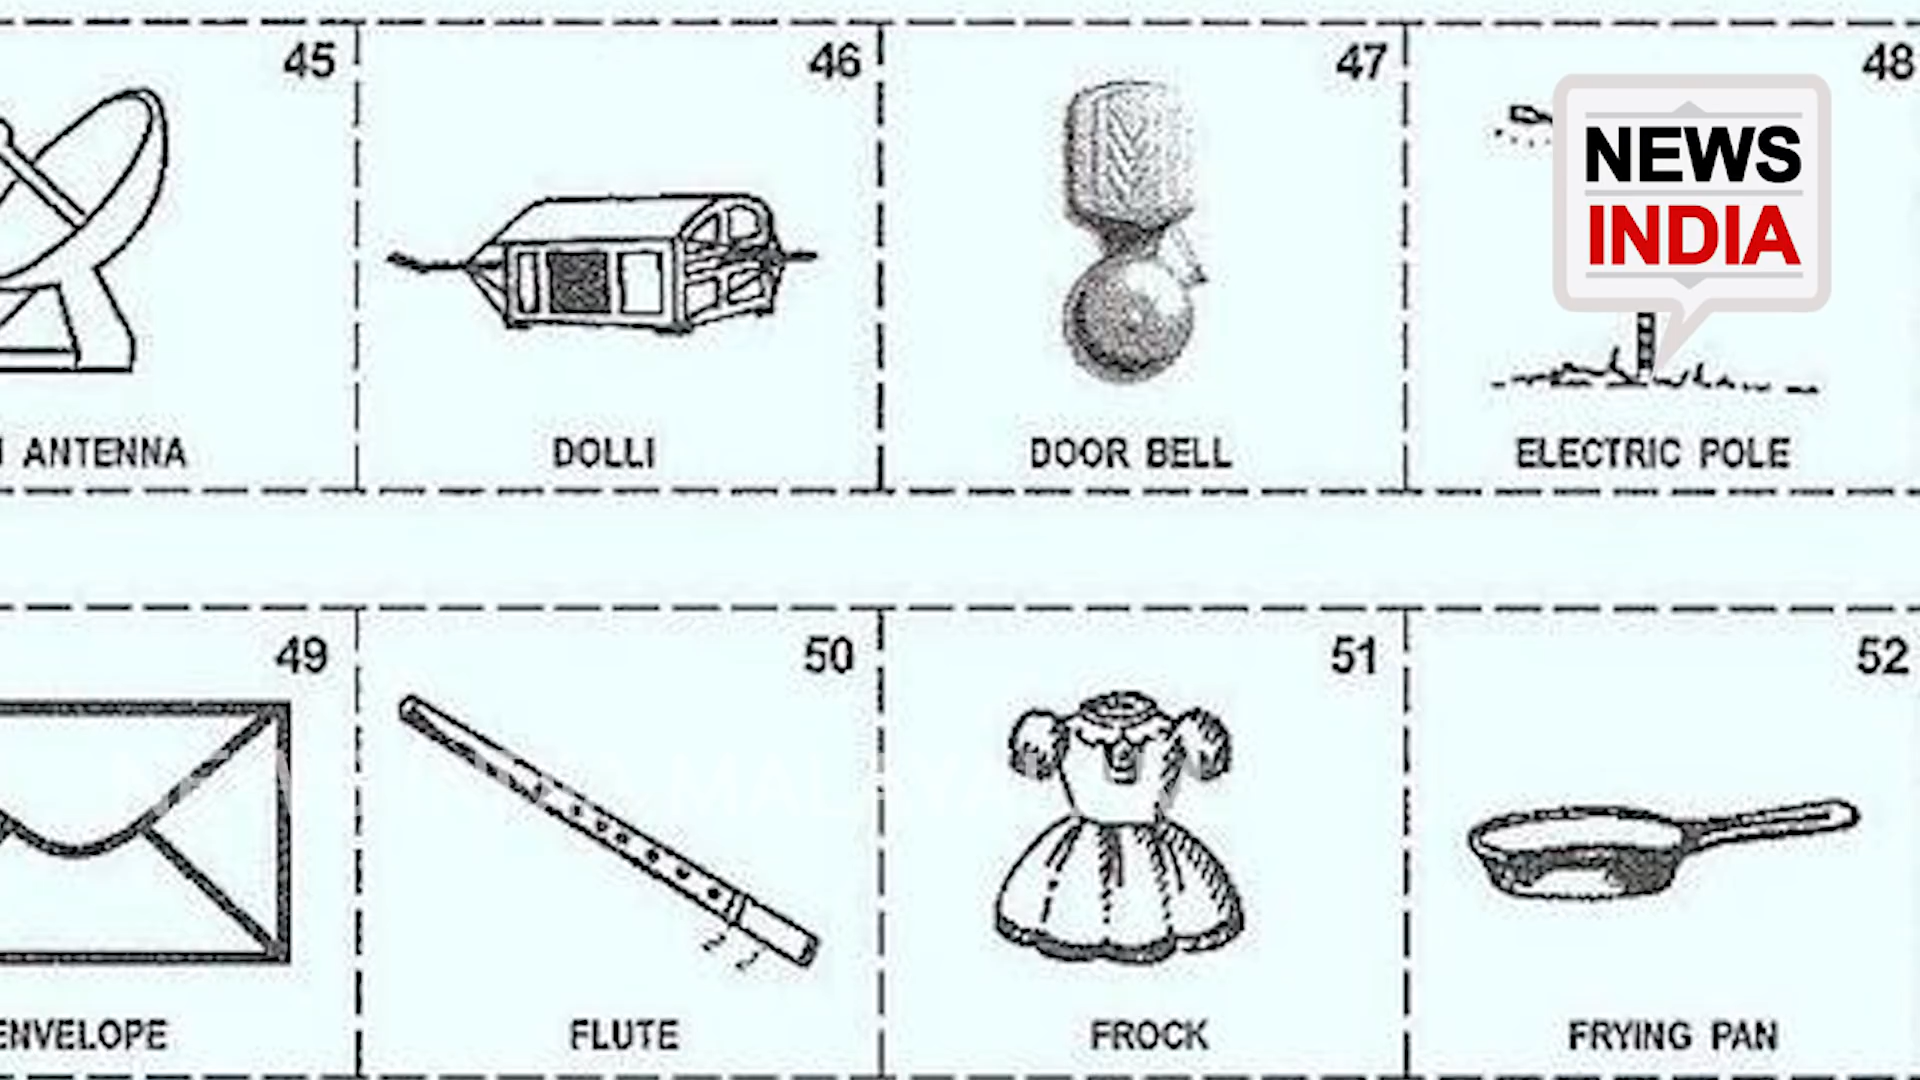 45
46
47
48
NEWS
INDIA
ANTENNA
DOLLI
DOOR BELL
ELECTRIC POLE
49
50
51
52
ENVELOPE
FLUTE
FROCK
FRYING PAN